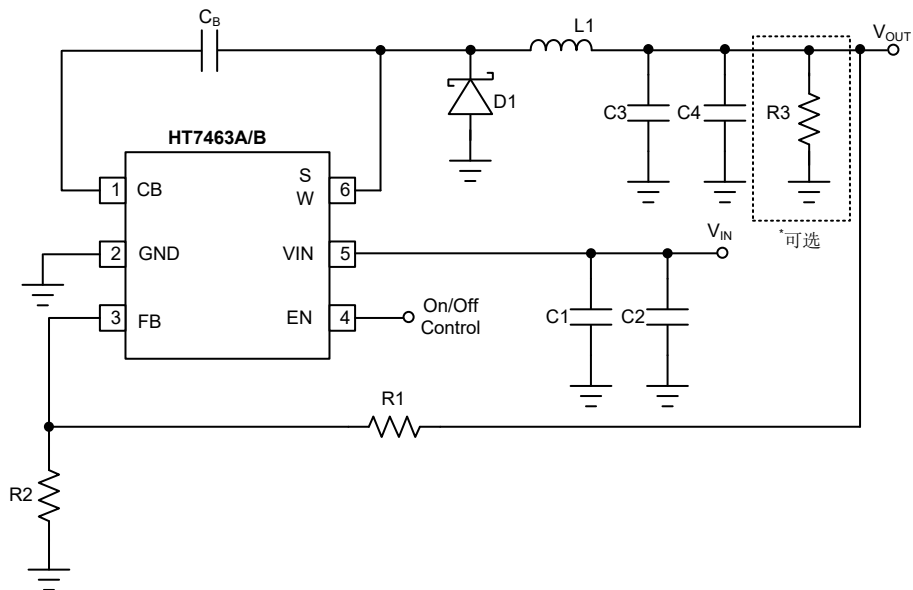 CB
L1
VOUT
D1
C3
C4
R3
*可选
HT7463A/B
1
CB
S
W
6
2
GND
VIN
5
VIN
3
FB
EN
4
On/Off
Control
C1
C2
R1
R2